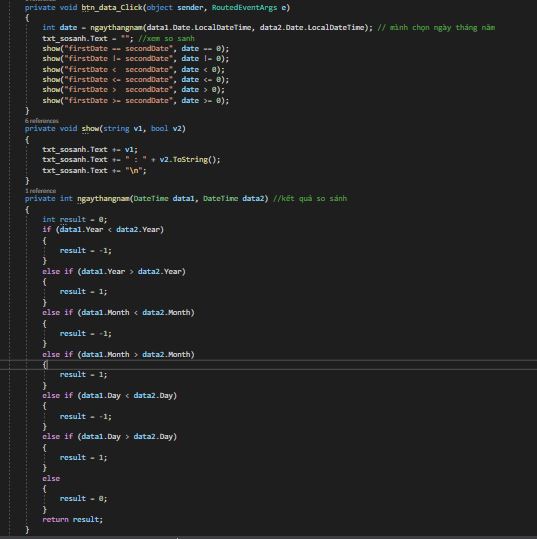 private void btn_data_Click(object sender, RoutedEventArgs e)
{
int date = ngaythangnam(data1.Date.LocalDateTime, data2.Date.LocalDateTime); // mình chọn ngày tháng năm
txt_sosanh.Text = ""; //xem so sanh
show("firstDate == secondDate", date == 0);
show("firstDate != secondDate", date != 0);
show("firstDate <  secondDate", date < 0);
show("firstDate <= secondDate", date <= 0);
show("firstDate >  secondDate", date > 0);
show("firstDate >= secondDate", date >= 0);
}
6 references
private void show(string v1, bool v2)
{
txt_sosanh.Text += v1;
txt_sosanh.Text += " : " + v2.ToString();
txt_sosanh.Text += "\n";
}
1 reference
private int ngaythangnam(DateTime data1, DateTime data2) //kết quả so sánh
{
int result = 0;
if (data1.Year < data2.Year)
{
result = -1;
}
else if (data1.Year > data2.Year)
{
result = 1;
}
else if (data1.Month < data2.Month)
{
result = -1;
}
else if (data1.Month > data2.Month)
{
result = 1;
}
else if (data1.Day < data2.Day)
{
result = -1;
}
else if (data1.Day > data2.Day)
{
result = 1;
}
else
{
result = 0;
}
return result;
}